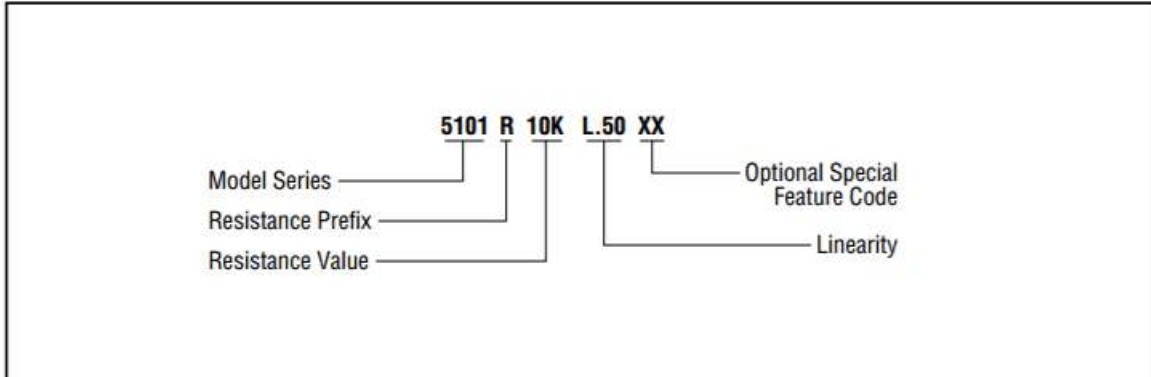 5101 R 10K L.50 XX
Model Series
Resistance Prefix
Resistance Value
Optional Special
Feature Code
Linearity